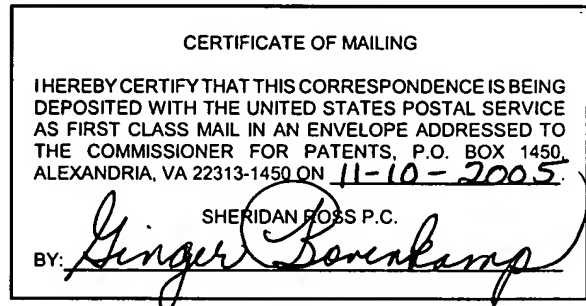 CERTIFICATE OF MAILING
I HEREBY CERTIFY THAT THIS CORRESPONDENCE IS BEING
DEPOSITED WITH THE UNITED STATES POSTAL SERVICE
AS FIRST CLASS MAIL IN AN ENVELOPE ADDRESSED TO
THE COMMISSIONER FOR PATENTS, P.O. BOX 1450,
ALEXANDRIA, VA 22313-1450 ON 11-10-2005.
SHERIDAN ROSS P.C.
BY: Ginger Bovenkamp